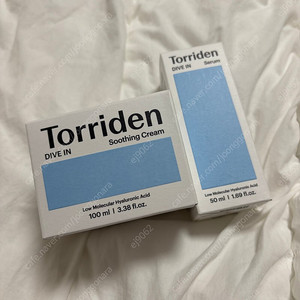 Torriden
DIVE IN
Soothing Cream
Low Molecular Hyaluronic Acid
100 ml | 3.38 fl.oz.
Torriden
DIVE IN
Serum
Low Molecular Hyaluronic Acid
50 ml | 1.69 fl.oz.